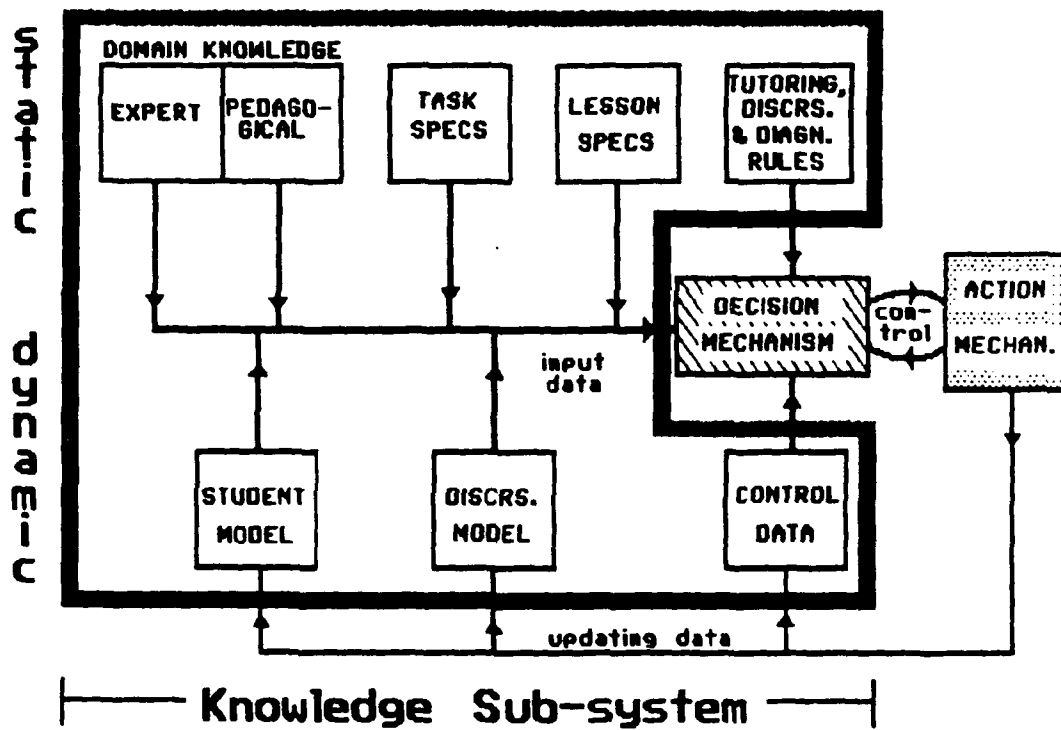 static
dynamic
DOMAIN KNOWLEDGE
EXPERT
PEDAGO-
GICAL
TASK
SPECS
LESSON
SPECS
TUTORING,
DISCRS.
& DIAGN.
RULES
DECISION
MECHANISM
con-
trol
ACTION
MECHAN.
input
data
STUDENT
MODEL
DISCRS.
MODEL
CONTROL
DATA
updating data
Knowledge Sub-system